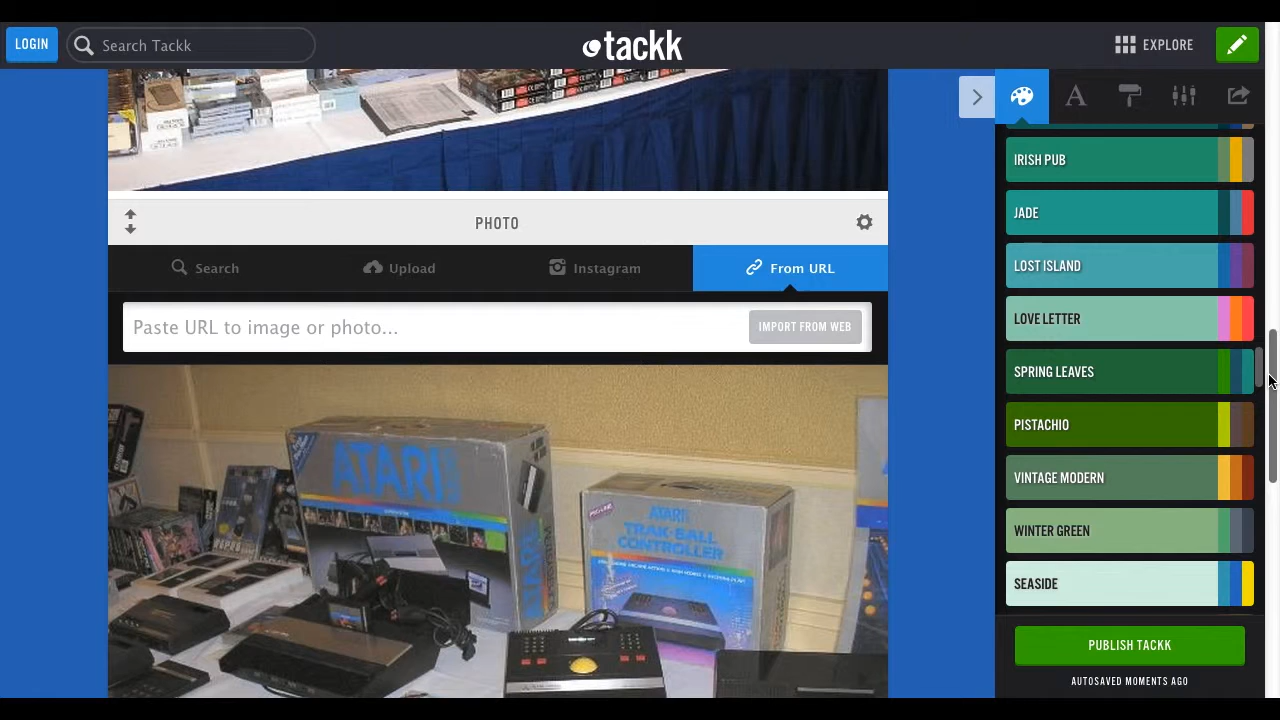 LOGIN
Search Tackk
tackk
EXPLORE
IRISH PUB
JADE
LOST ISLAND
LOVE LETTER
SPRING LEAVES
PISTACHIO
VINTAGE MODERN
WINTER GREEN
SEASIDE
PUBLISH TACKK
AUTOSAVED MOMENTS AGO
PHOTO
Search
Upload
Instagram
From URL
Paste URL to image or photo...
IMPORT FROM WEB
ATARI
ATARI
TRAK-BALL
CONTROLLER